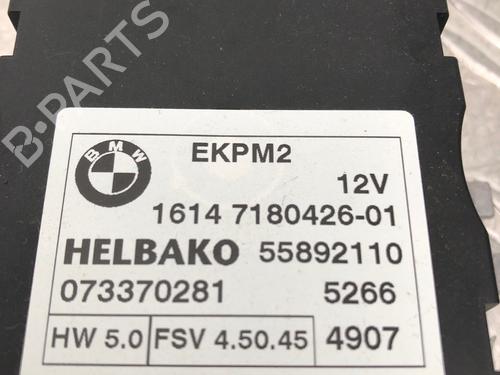 B-PARTS
BMW
EKPM2
12V
1614 7180426-01
HELBAKO 55892110
073370281 5266
HW 5.0 FSV 4.50.45 4907